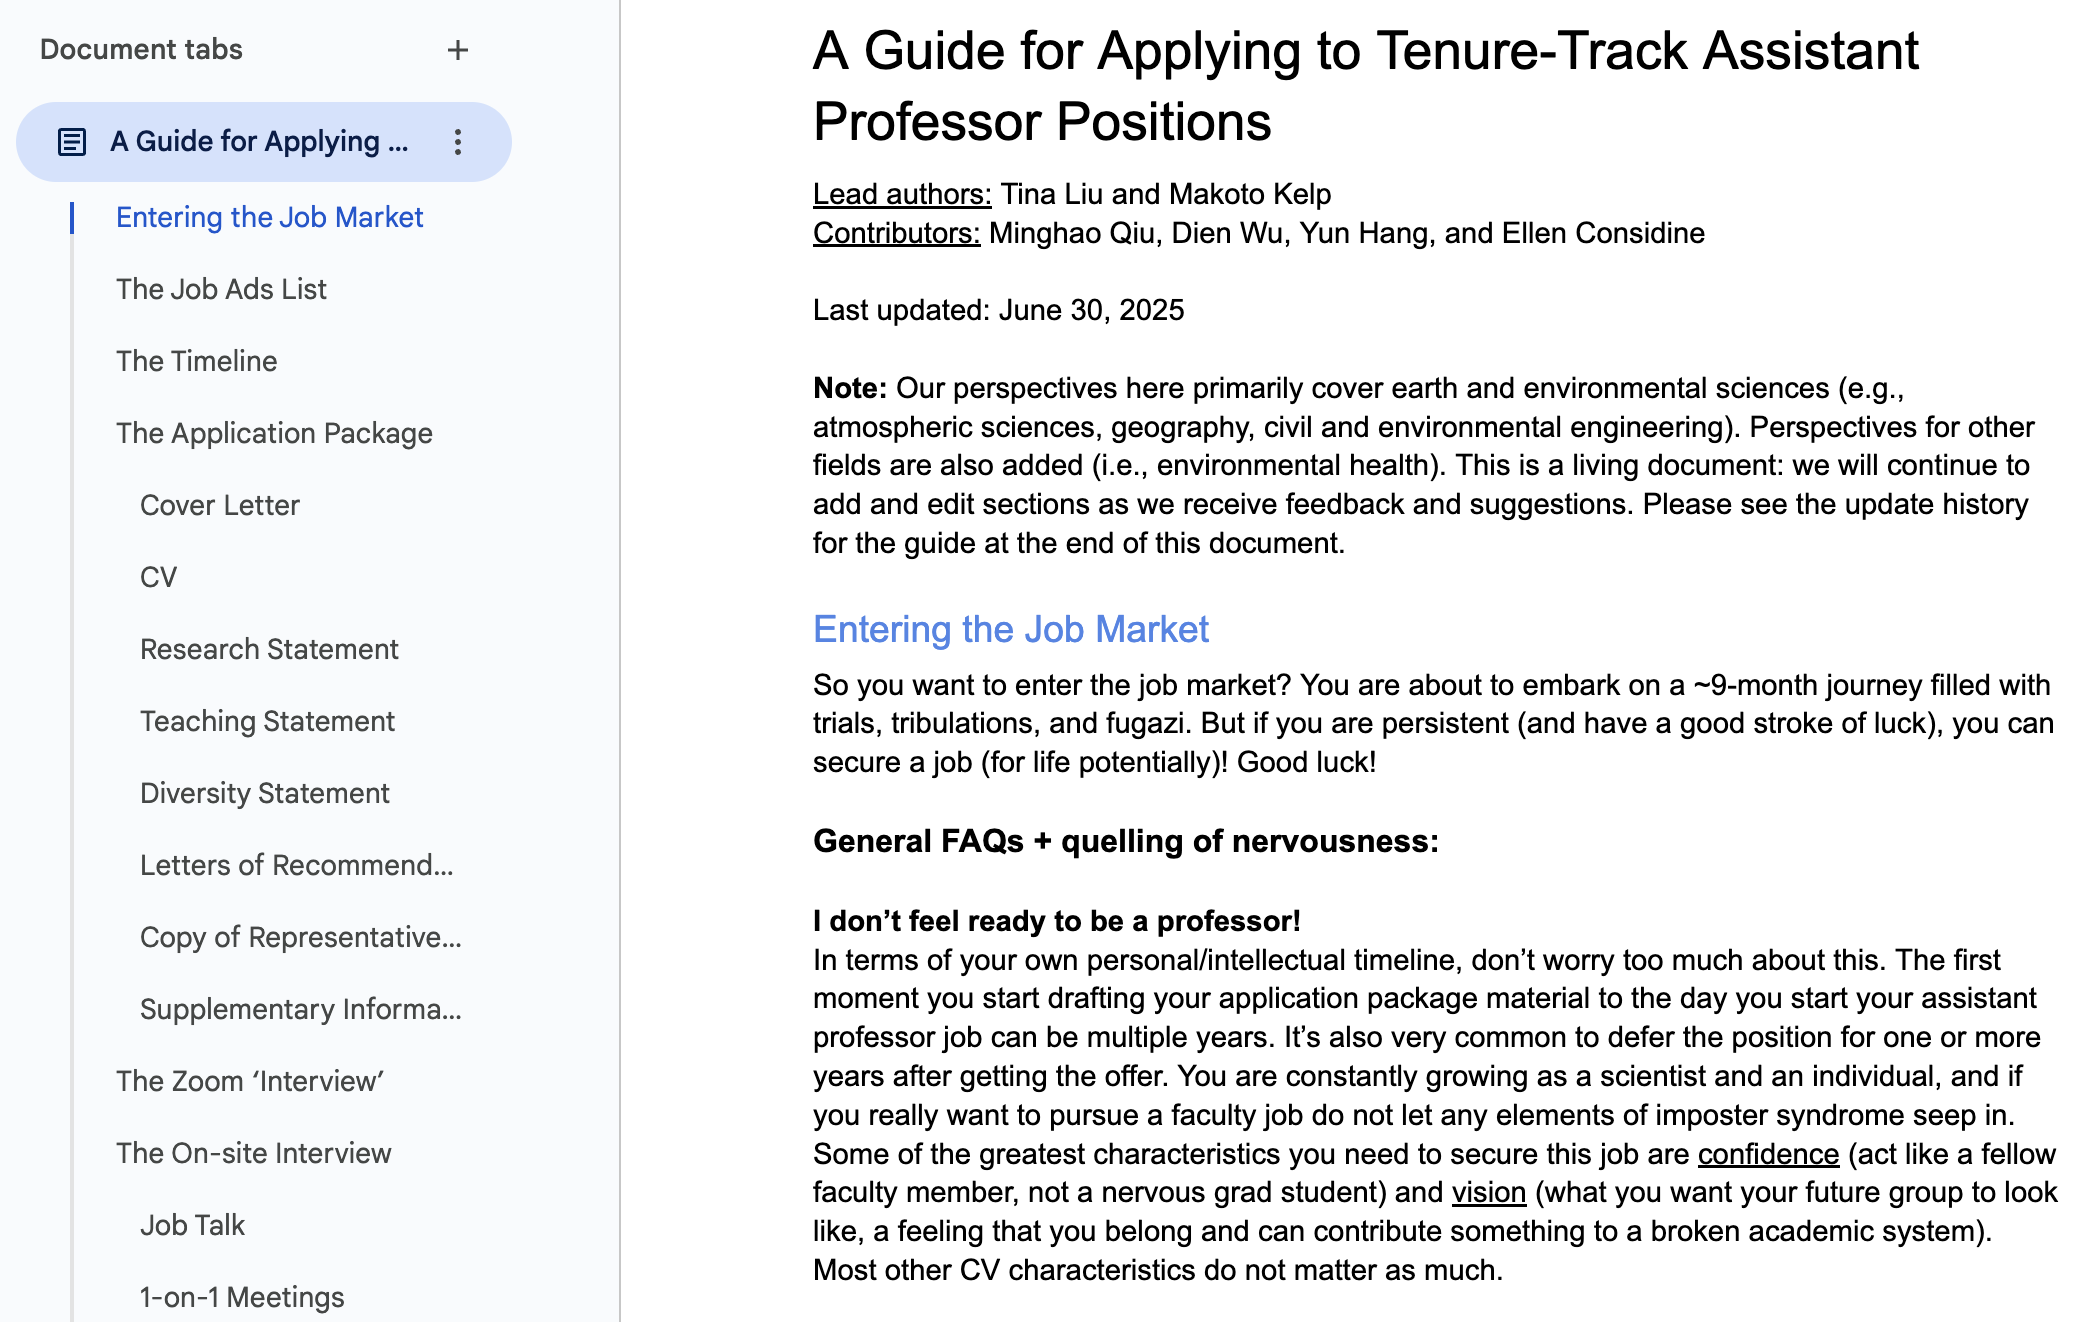 Document tabs
A Guide for Applying ...
Entering the Job Market
The Job Ads List
The Timeline
The Application Package
Cover Letter
CV
Research Statement
Teaching Statement
Diversity Statement
Letters of Recommend...
Copy of Representative...
Supplementary Informa...
The Zoom ‘Interview’
The On-site Interview
Job Talk
1-on-1 Meetings
A Guide for Applying to Tenure-Track Assistant
Professor Positions
Lead authors: Tina Liu and Makoto Kelp
Contributors: Minghao Qiu, Dien Wu, Yun Hang, and Ellen Considine
Last updated: June 30, 2025
Note: Our perspectives here primarily cover earth and environmental sciences (e.g.,
atmospheric sciences, geography, civil and environmental engineering). Perspectives for other
fields are also added (i.e., environmental health). This is a living document: we will continue to
add and edit sections as we receive feedback and suggestions. Please see the update history
for the guide at the end of this document.
Entering the Job Market
So you want to enter the job market? You are about to embark on a ~9-month journey filled with
trials, tribulations, and fugazi. But if you are persistent (and have a good stroke of luck), you can
secure a job (for life potentially)! Good luck!
General FAQs + quelling of nervousness:
I don’t feel ready to be a professor!
In terms of your own personal/intellectual timeline, don’t worry too much about this. The first
moment you start drafting your application package material to the day you start your assistant
professor job can be multiple years. It’s also very common to defer the position for one or more
years after getting the offer. You are constantly growing as a scientist and an individual, and if
you really want to pursue a faculty job do not let any elements of imposter syndrome seep in.
Some of the greatest characteristics you need to secure this job are confidence (act like a fellow
faculty member, not a nervous grad student) and vision (what you want your future group to look
like, a feeling that you belong and can contribute something to a broken academic system).
Most other CV characteristics do not matter as much.